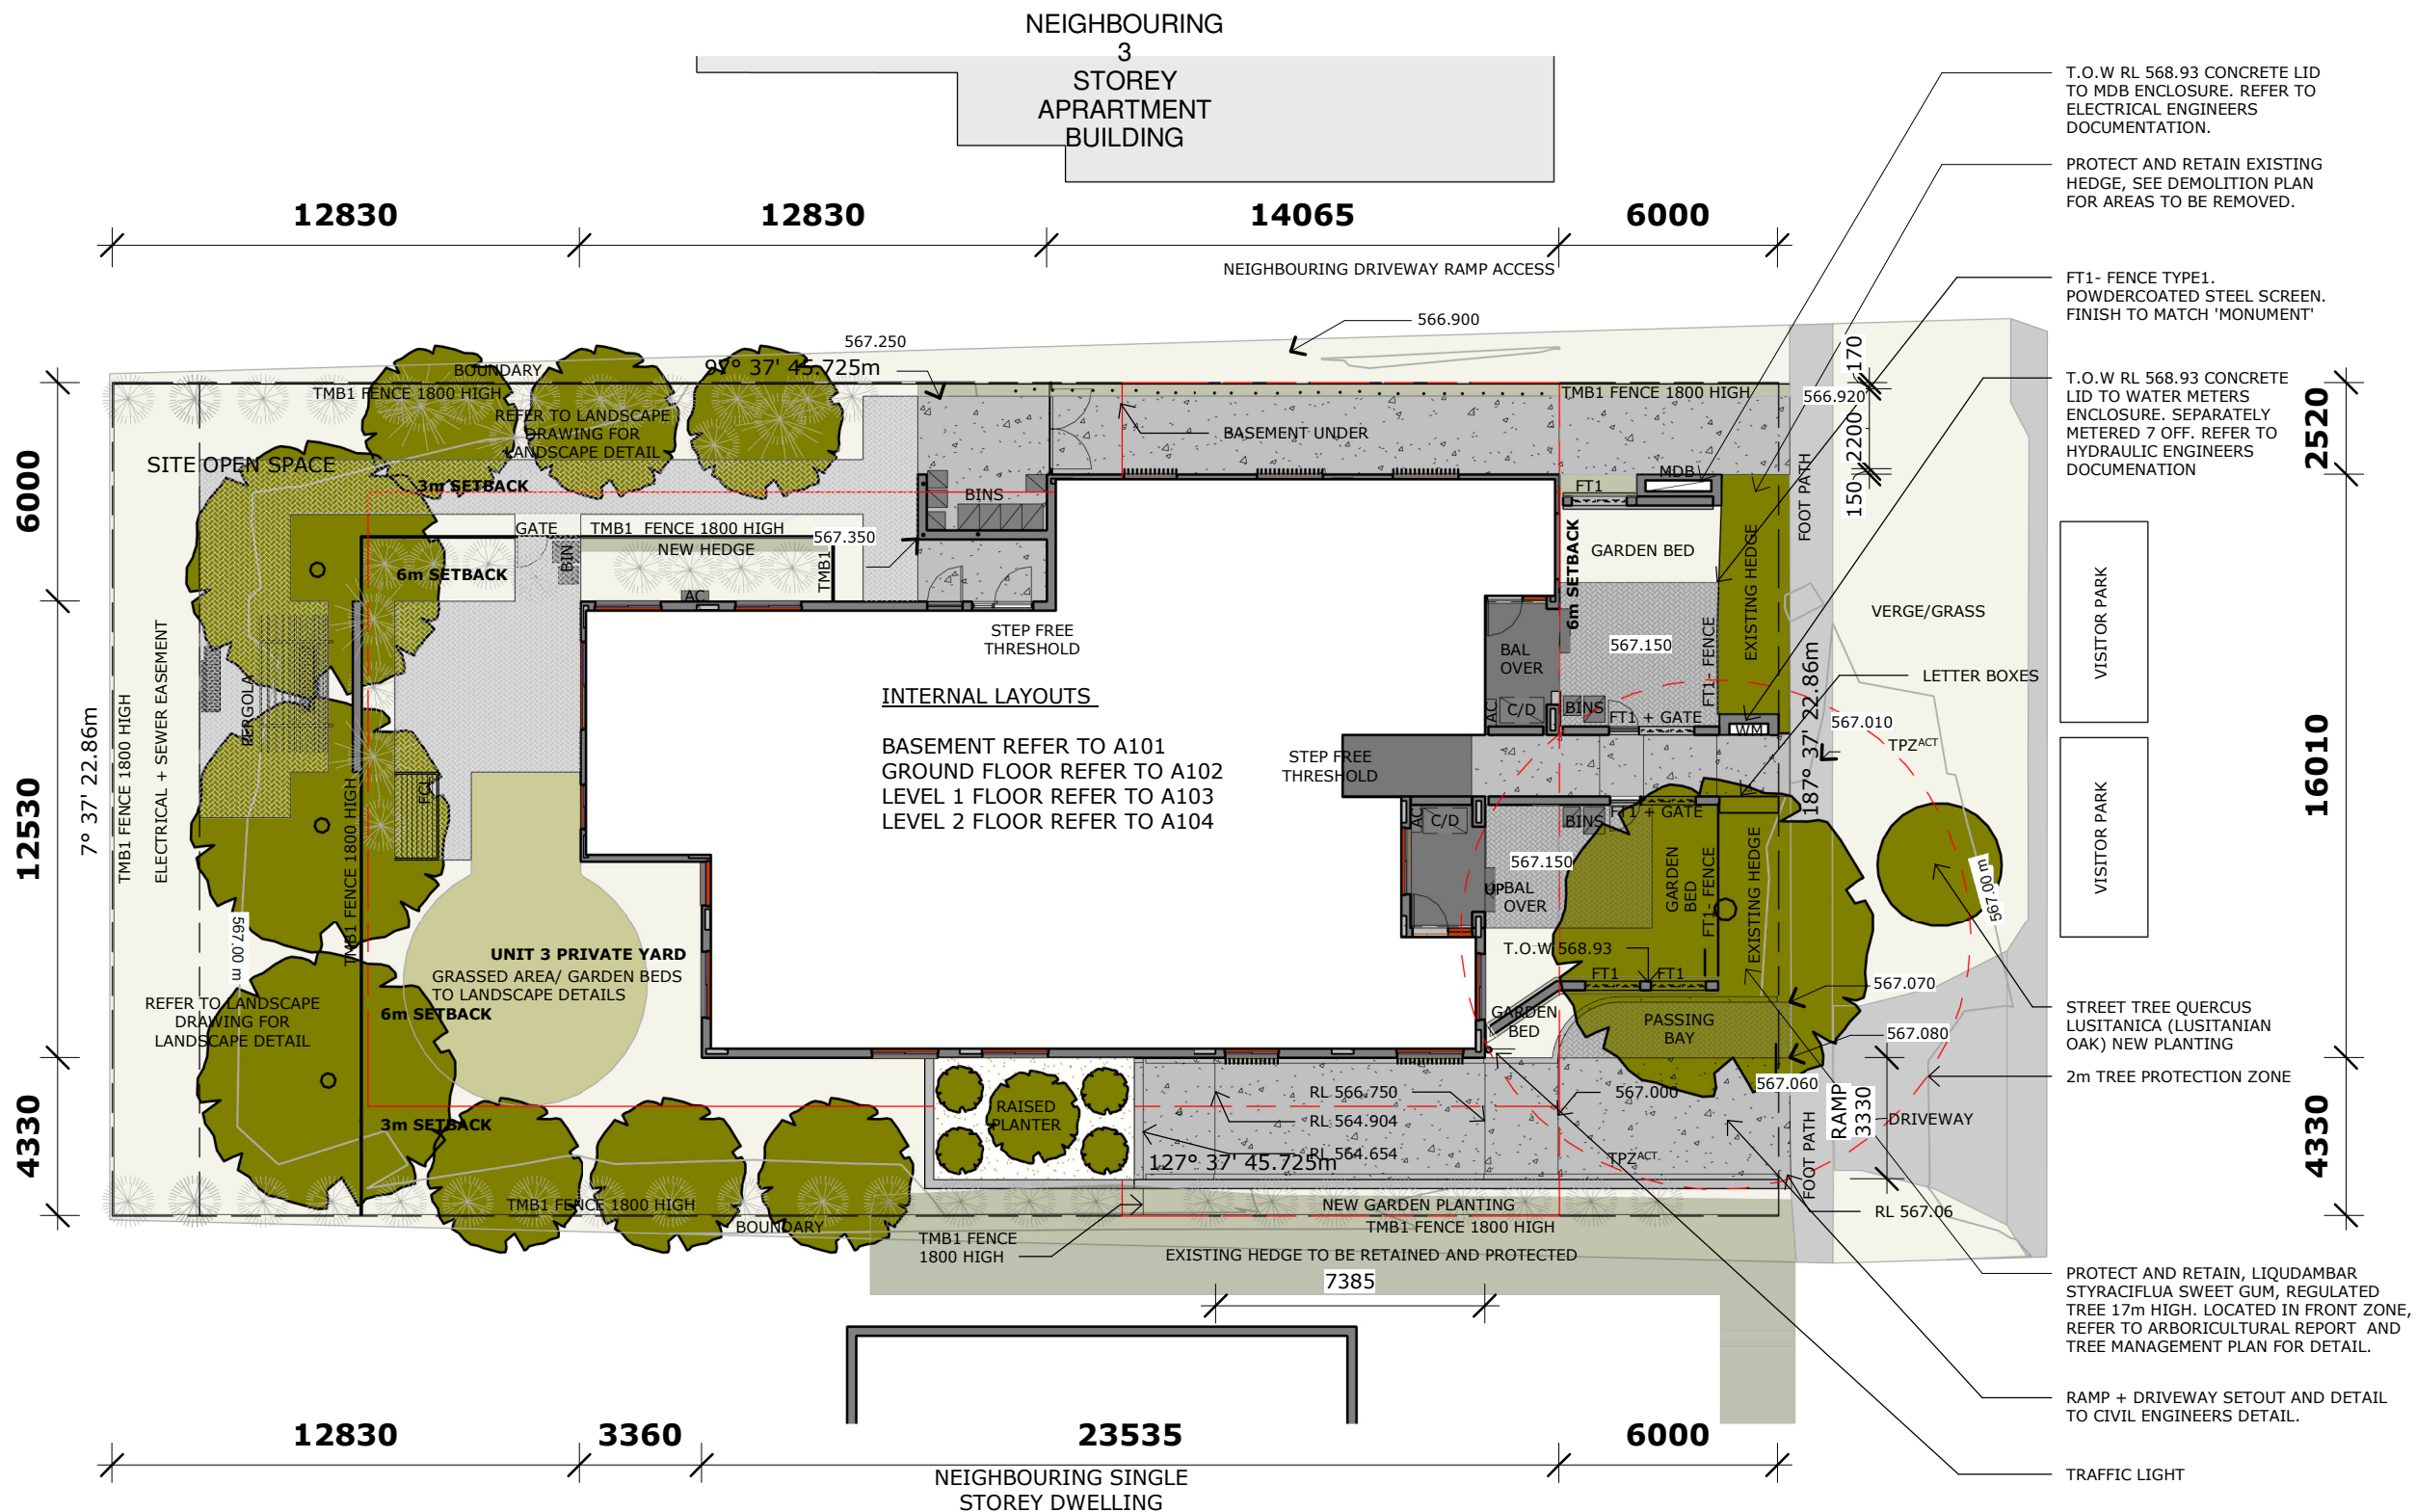 NEIGHBOURING
3
STOREY
APRARTMENT
BUILDING
12830
12830
14065
6000
NEIGHBOURING DRIVEWAY RAMP ACCESS
T.O.W RL 568.93 CONCRETE LID
TO MDB ENCLOSURE. REFER TO
ELECTRICAL ENGINEERS
DOCUMENTATION.
PROTECT AND RETAIN EXISTING
HEDGE, SEE DEMOLITION PLAN
FOR AREAS TO BE REMOVED.
FT1- FENCE TYPE1.
POWDERCOATED STEEL SCREEN.
FINISH TO MATCH 'MONUMENT'
T.O.W RL 568.93 CONCRETE
LID TO WATER METERS
ENCLOSURE. SEPARATELY
METERED 7 OFF. REFER TO
HYDRAULIC ENGINEERS
DOCUMENATION
566.900
567.250
97° 37' 45.725m
BOUNDARY
TMB1 FENCE 1800 HIGH
REFER TO LANDSCAPE
DRAWING FOR
LANDSCAPE DETAIL
SITE OPEN SPACE
3m SETBACK
TMB1 FENCE 1800 HIGH
566.920
170
2200
150
2520
16010
4330
6000
12530
4330
BASEMENT UNDER
MDB
FT1
BINS
GATE
TMB1 FENCE 1800 HIGH
NEW HEDGE
567.350
BIN
TMB1
6m SETBACK
AC
GARDEN BED
6m SETBACK
EXISTING HEDGE
FOOT PATH
VERGE/GRASS
VISITOR PARK
VISITOR PARK
STEP FREE
THRESHOLD
BAL
OVER
567.150
FT1- FENCE
LETTER BOXES
187° 37' 22.86m
567.010
TPZACT
INTERNAL LAYOUTS
BASEMENT REFER TO A101
GROUND FLOOR REFER TO A102
LEVEL 1 FLOOR REFER TO A103
LEVEL 2 FLOOR REFER TO A104
AC
C/D
BINS
FT1 + GATE
WM
STEP FREE
THRESHOLD
7° 37' 22.86m
TMB1 FENCE 1800 HIGH
ELECTRICAL + SEWER EASEMENT
PERGOLA
TMB1 FENCE 1800 HIGH
AC
C/D
BINS
FT1 + GATE
567.150
UP
BAL
OVER
GARDEN
BED
FT1- FENCE
EXISTING HEDGE
567.00 m
567.00 m
UNIT 3 PRIVATE YARD
GRASSED AREA/ GARDEN BEDS
TO LANDSCAPE DETAILS
T.O.W 568.93
FT1
FT1
REFER TO LANDSCAPE
DRAWING FOR
LANDSCAPE DETAIL
6m SETBACK
GARDEN
BED
PASSING
BAY
567.070
567.080
567.060
STREET TREE QUERCUS
LUSITANICA (LUSITANIAN
OAK) NEW PLANTING
2m TREE PROTECTION ZONE
3m SETBACK
RAISED
PLANTER
RL 566.750
567.000
RL 564.904
RL 564.654
127° 37' 45.725m
TPZACT
FOOT PATH
RAMP
3330
DRIVEWAY
TMB1 FENCE 1800 HIGH
BOUNDARY
NEW GARDEN PLANTING
TMB1 FENCE 1800 HIGH
RL 567.06
TMB1 FENCE
1800 HIGH
EXISTING HEDGE TO BE RETAINED AND PROTECTED
7385
PROTECT AND RETAIN, LIQUDAMBAR
STYRACIFLUA SWEET GUM, REGULATED
TREE 17m HIGH. LOCATED IN FRONT ZONE,
REFER TO ARBORICULTURAL REPORT AND
TREE MANAGEMENT PLAN FOR DETAIL.
RAMP + DRIVEWAY SETOUT AND DETAIL
TO CIVIL ENGINEERS DETAIL.
TRAFFIC LIGHT
12830
3360
23535
6000
NEIGHBOURING SINGLE
STOREY DWELLING